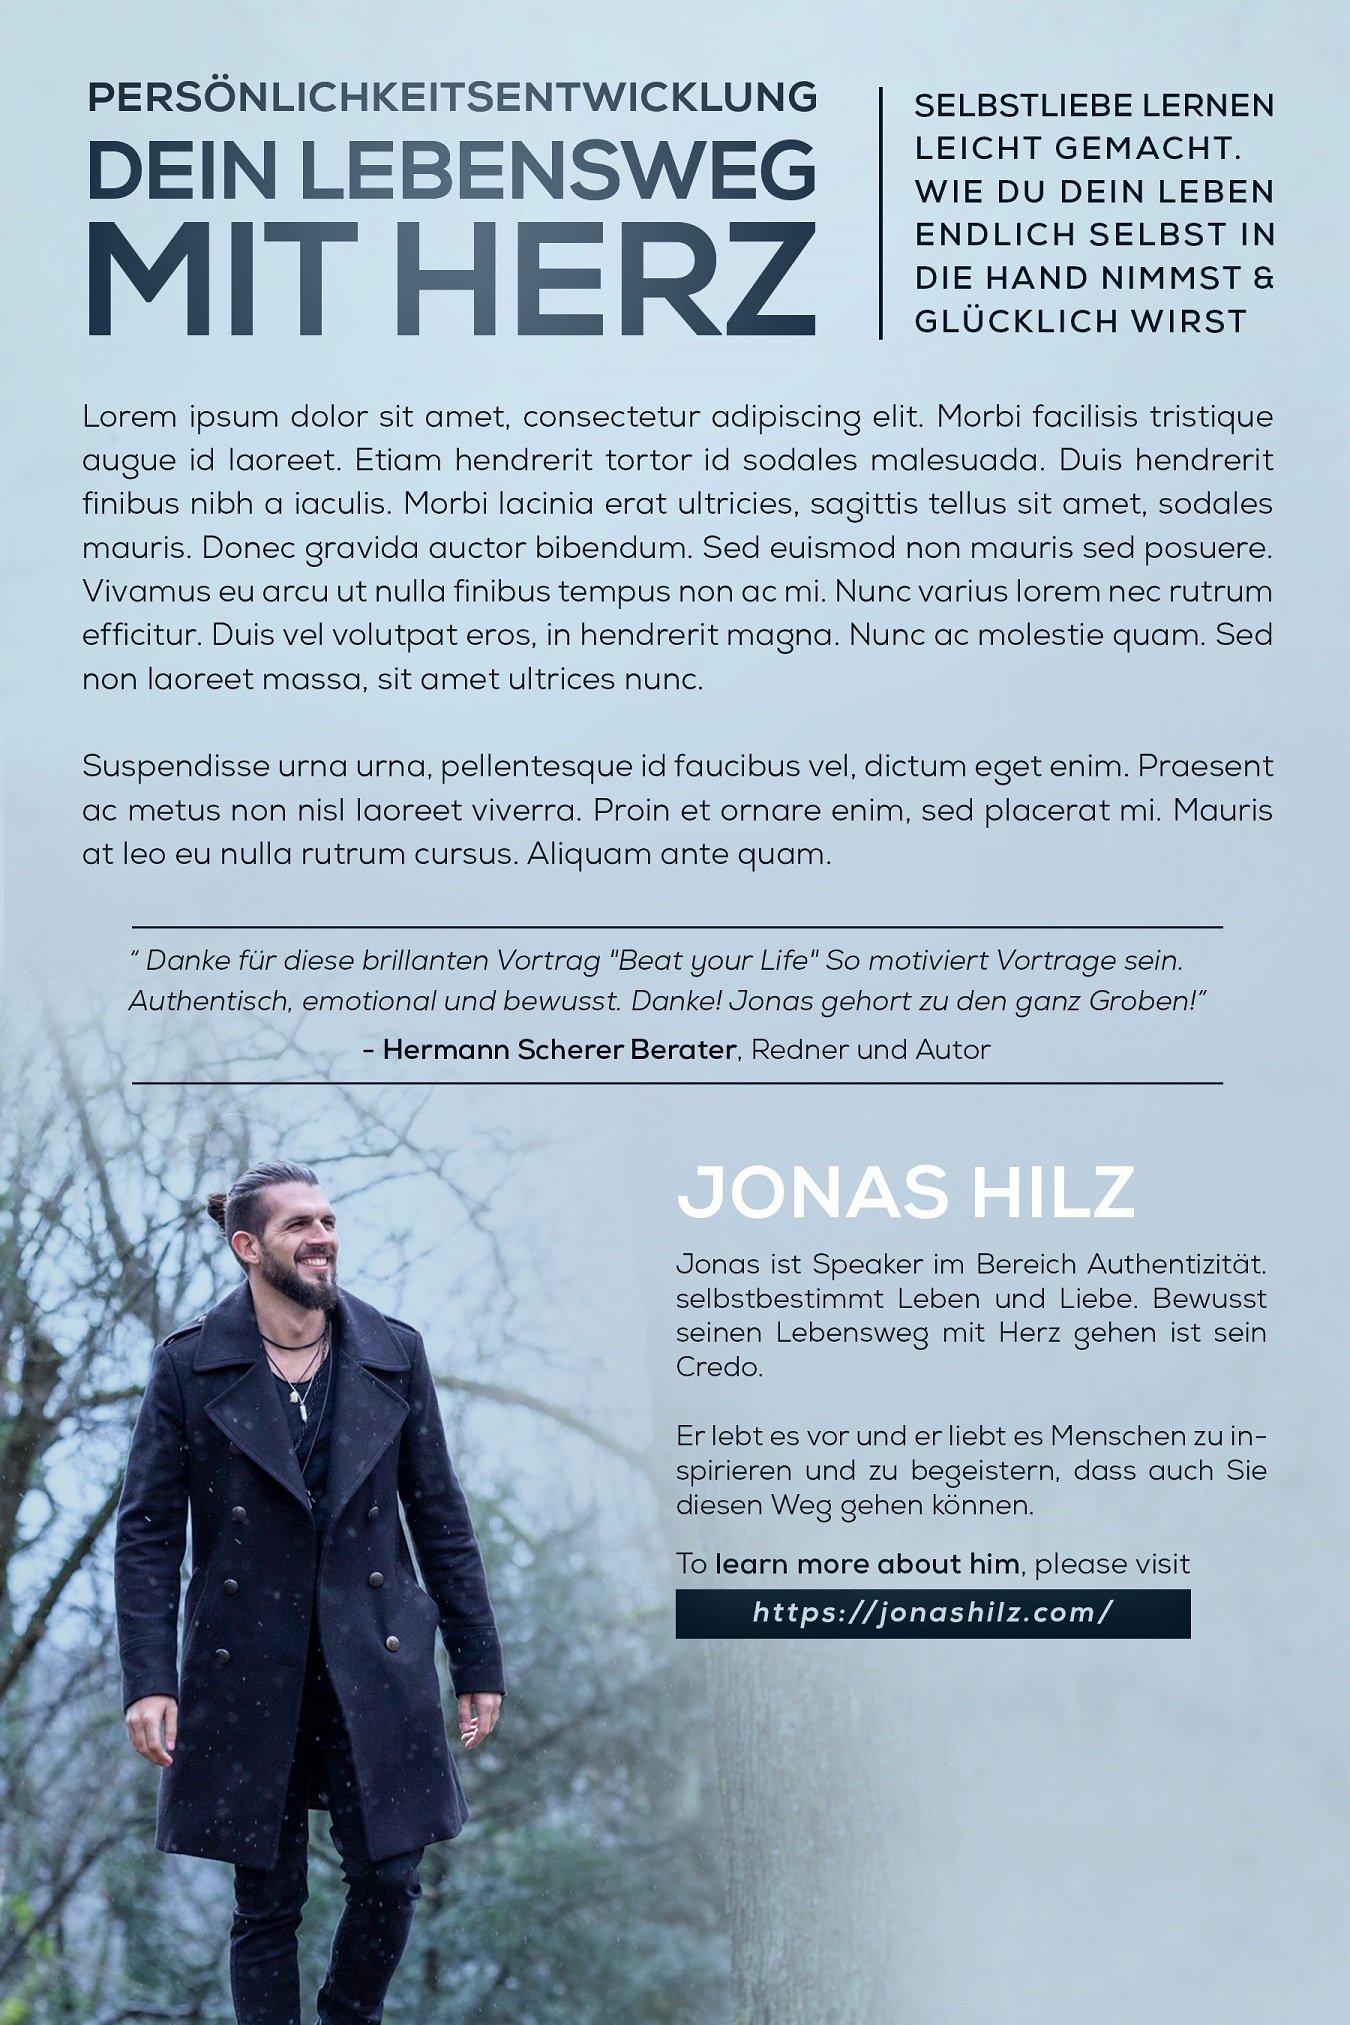 PERSÖNLICHKEITSENTWICKLUNG
DEIN LEBENSWEG
MIT HERZ
SELBSTLIEBE LERNEN
LEICHT GEMACHT.
WIE DU DEIN LEBEN
ENDLICH SELBST IN
DIE HAND NIMMST &
GLÜCKLICH WIRST
Lorem ipsum dolor sit amet, consectetur adipiscing elit. Morbi facilisis tristique
augue id laoreet. Etiam hendrerit tortor id sodales malesuada. Duis hendrerit
finibus nibh a iaculis. Morbi lacinia erat ultricies, sagittis tellus sit amet, sodales
mauris. Donec gravida auctor bibendum. Sed euismod non mauris sed posuere.
Vivamus eu arcu ut nulla finibus tempus non ac mi. Nunc varius lorem nec rutrum
efficitur. Duis vel volutpat eros, in hendrerit magna. Nunc ac molestie quam. Sed
non laoreet massa, sit amet ultrices nunc.
Suspendisse urna urna, pellentesque id faucibus vel, dictum eget enim. Praesent
ac metus non nisl laoreet viverra. Proin et ornare enim, sed placerat mi. Mauris
at leo eu nulla rutrum cursus. Aliquam ante quam.
“ Danke für diese brillanten Vortrag "Beat your Life" So motiviert Vortrage sein.
Authentisch, emotional und bewusst. Danke! Jonas gehort zu den ganz Groben!”
- Hermann Scherer Berater, Redner und Autor
JONAS HILZ
Jonas ist Speaker im Bereich Authentizität.
selbstbestimmt Leben und Liebe. Bewusst
seinen Lebensweg mit Herz gehen ist sein
Credo.
Er lebt es vor und er liebt es Menschen zu in-
spirieren und zu begeistern, dass auch Sie
diesen Weg gehen können.
To learn more about him, please visit
https://jonashilz.com/